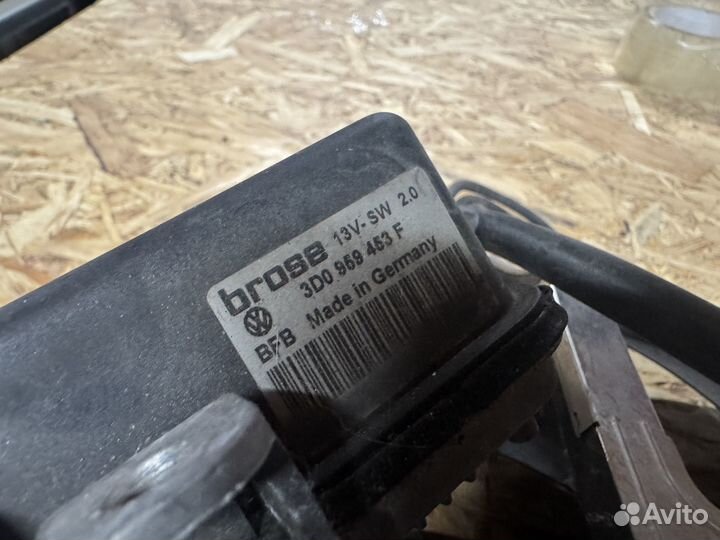 brose 13V-SW 2.0
3D0 959 453 F
Made in Germany
BFB
Avito